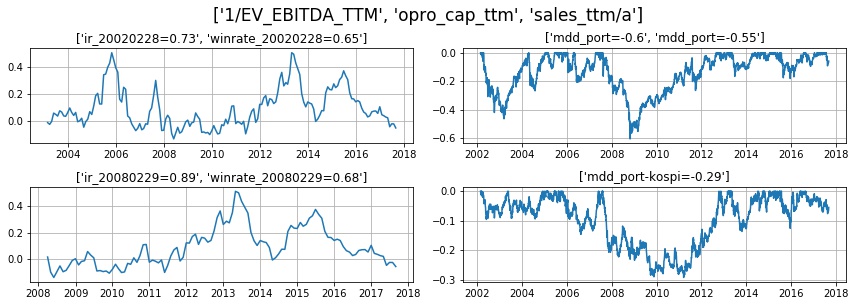 ['1/EV_EBITDA_TTM', 'opro_cap_ttm', 'sales_ttm/a']
['ir_20020228=0.73', 'winrate_20020228=0.65']
0.4
0.2
0.0
2004 2006 2008 2010 2012 2014 2016 2018
['mdd_port=-0.6', 'mdd_port=-0.55']
0.0
−0.2
−0.4
−0.6
2002 2004 2006 2008 2010 2012 2014 2016 2018
['ir_20080229=0.89', 'winrate_20080229=0.68']
0.4
0.2
0.0
2008 2009 2010 2011 2012 2013 2014 2015 2016 2017 2018
['mdd_port-kospi=-0.29']
0.0
−0.1
−0.2
−0.3
2002 2004 2006 2008 2010 2012 2014 2016 2018